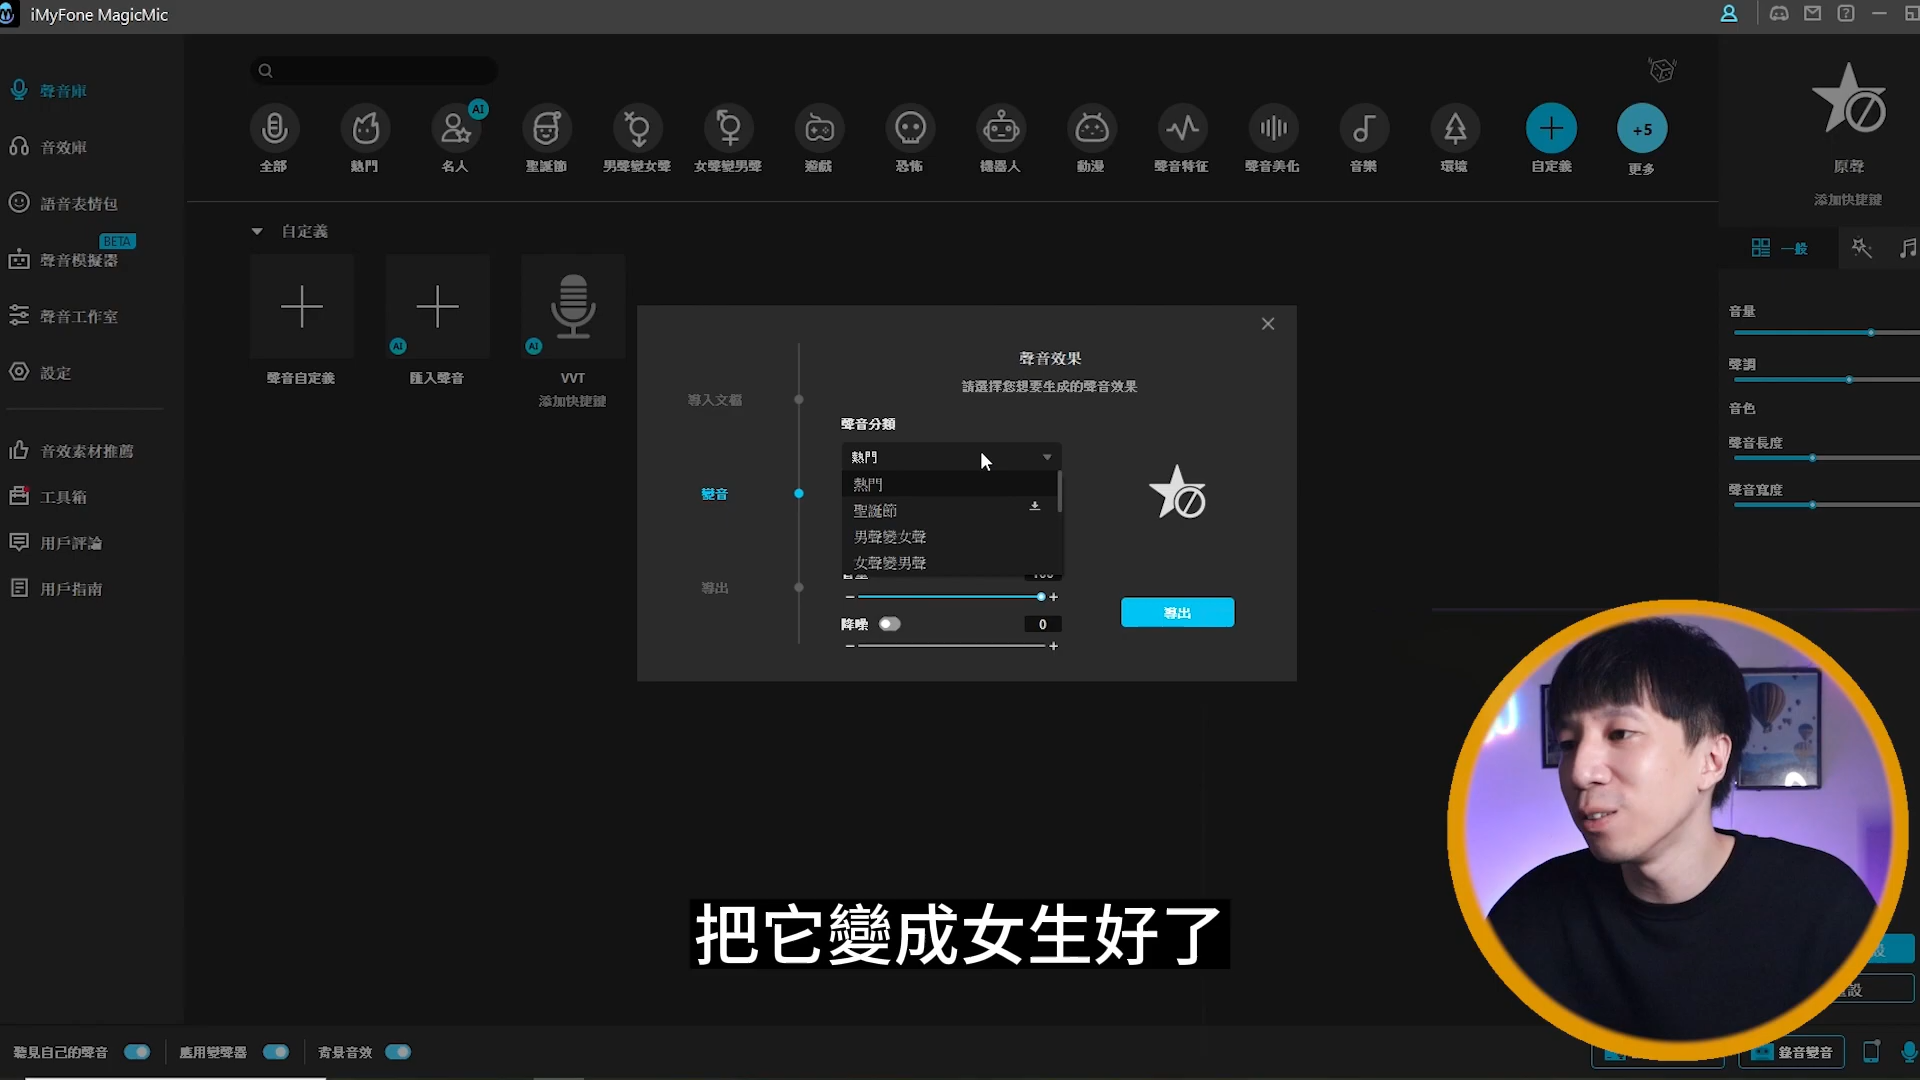 iMyFone MagicMic
聲音庫
音效庫
語音表情包
BETA
聲音模擬器
聲音工作室
設定
音效素材推薦
工具箱
用戶評論
用戶指南
全部
熱門
AI
名人
聖誕節
男聲變女聲
女聲變男聲
遊戲
恐怖
機器人
動漫
聲音特征
聲音美化
音樂
環境
自定義
+5
更多
自定義
聲音自定義
AI
匯入聲音
AI
VVT
添加快捷鍵
導入文檔
變音
導出
聲音效果
請選擇您想要生成的聲音效果
聲音分類
熱門
熱門
聖誕節
男聲變女聲
女聲變男聲
音量
100
降噪
0
導出
原聲
添加快捷鍵
一般
音量
聲調
音色
聲音長度
聲音寬度
把它變成女生好了
設
聽見自己的聲音
應用變聲器
背景音效
錄音變音